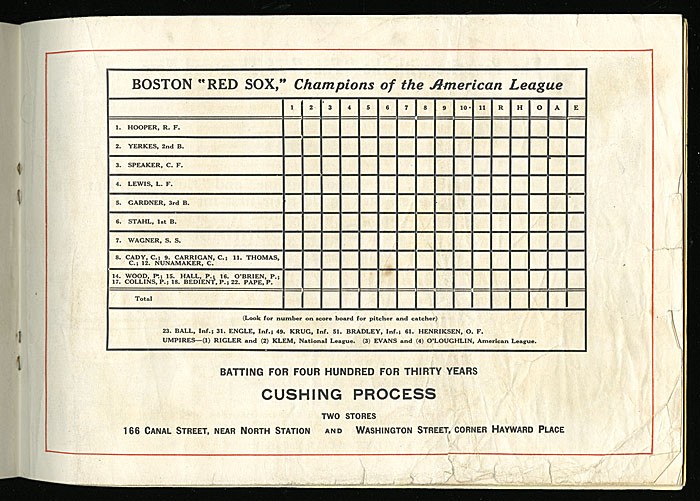 BOSTON "RED SOX," Champions of the American League
1 2 3 4 5 6 7 8 9 10 11 R H O A E
1. HOOPER, R. F.
2. YERKES, 2nd B.
3. SPEAKER, C. F.
4. LEWIS, L. F.
5. GARDNER, 3rd B.
6. STAHL, 1st B.
7. WAGNER, S. S.
8. CADY, C.; 9. CARRIGAN, C.; 11. THOMAS,
C.; 12. NUNAMAKER, C.
14. WOOD, P.; 15. HALL, P.; 16. O'BRIEN, P.;
17. COLLINS, P.; 18. BEDIENT, P.; 22. PAPE, P.
Total
(Look for number on score board for pitcher and catcher)
23. BALL, Inf.; 31. ENGLE, Inf.; 49. KRUG, Inf. 51. BRADLEY, Inf.; 61. HENRIKSEN, O. F.
UMPIRES—(1) RIGLER and (2) KLEM, National League. (3) EVANS and (4) O'LOUGHLIN, American League.
BATTING FOR FOUR HUNDRED FOR THIRTY YEARS
CUSHING PROCESS
TWO STORES
166 CANAL STREET, NEAR NORTH STATION AND WASHINGTON STREET, CORNER HAYWARD PLACE